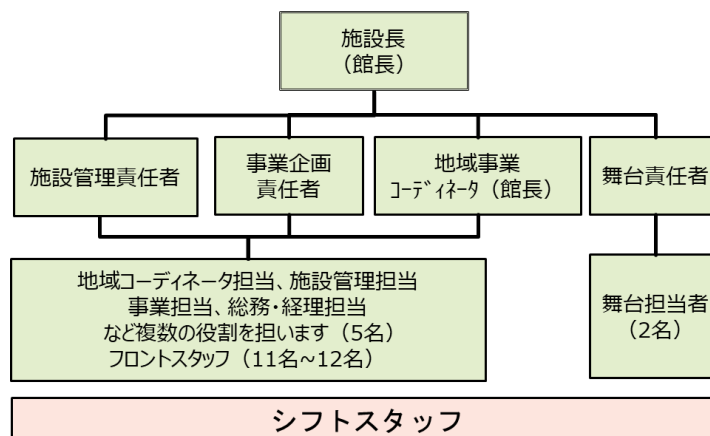 施設長
（館長）
施設管理責任者
事業企画
責任者
地域事業
ｺｰﾃﾞｨﾈｰﾀ（館長）
舞台責任者
地域コーディネータ担当、施設管理担当
事業担当、総務・経理担当
など複数の役割を担います（5名）
フロントスタッフ（11名～12名）
舞台担当者
（2名）
シフトスタッフ